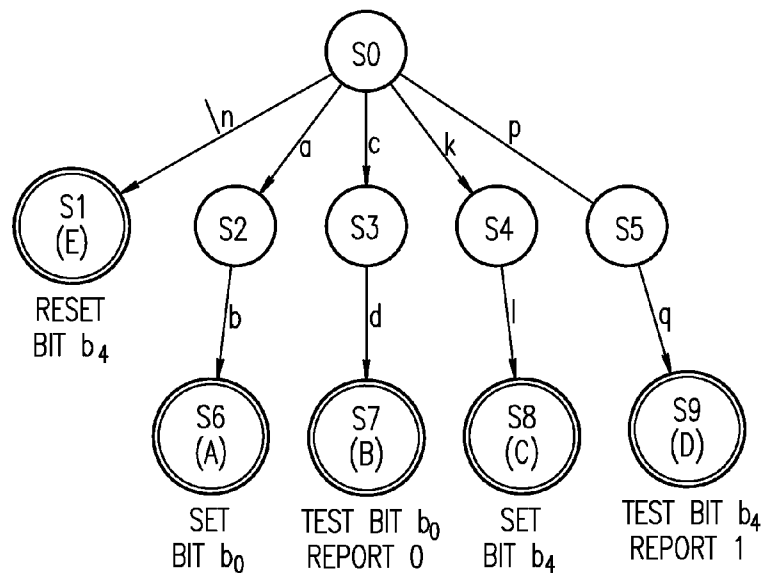 S0
\n
a
c
k
p
S1
(E)
S2
S3
S4
S5
RESET
BIT b4
b
d
l
q
S6
(A)
S7
(B)
S8
(C)
S9
(D)
SET
BIT b0
TEST BIT b0
REPORT 0
SET
BIT b4
TEST BIT b4
REPORT 1